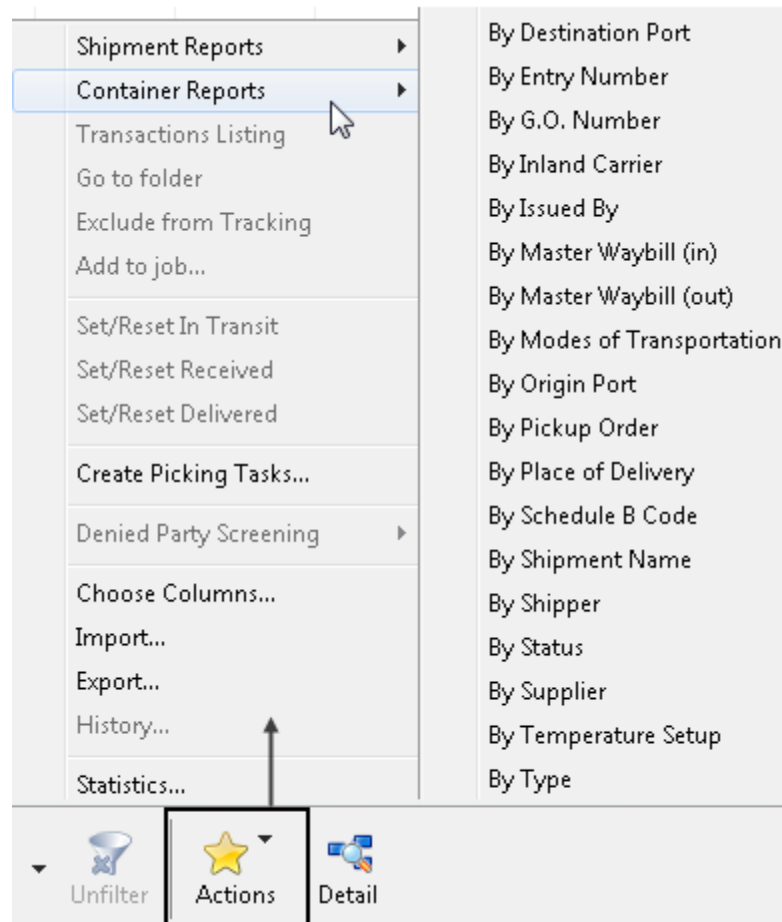 Shipment Reports
Container Reports
Transactions Listing
Go to folder
Exclude from Tracking
Add to job...
Set/Reset In Transit
Set/Reset Received
Set/Reset Delivered
Create Picking Tasks...
Denied Party Screening
Choose Columns...
Import...
Export...
History...
Statistics...
By Destination Port
By Entry Number
By G.O. Number
By Inland Carrier
By Issued By
By Master Waybill (in)
By Master Waybill (out)
By Modes of Transportation
By Origin Port
By Pickup Order
By Place of Delivery
By Schedule B Code
By Shipment Name
By Shipper
By Status
By Supplier
By Temperature Setup
By Type
Unfilter
Actions
Detail